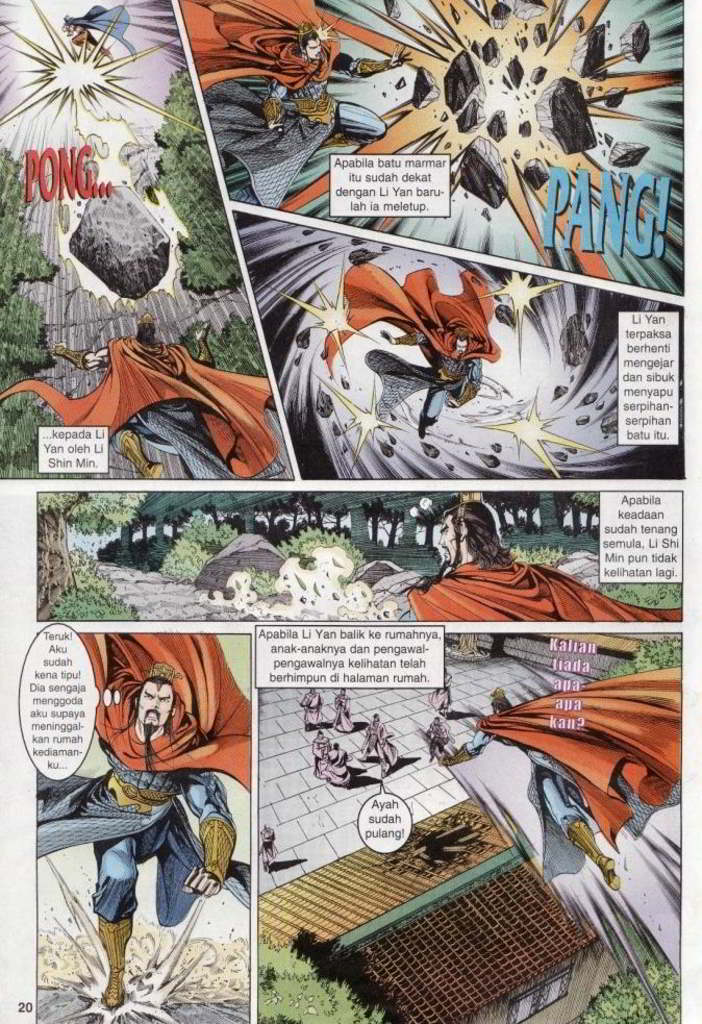 PONG...
...kepada Li
Yan oleh Li
Shin Min.
Apabila batu marmar
itu sudah dekat
dengan Li Yan baru-
lah ia meletup.
PANG!
Li Yan
terpaksa
berhenti
mengejar
dan sibuk
menyapu
serpihan-
serpihan
batu itu.
Apabila
keadaan
sudah tenang
semula, Li Shi
Min pun tidak
kelihatan lagi.
Teruk!
Aku
sudah
kena tipu!
Dia sengaja
menggoda
aku supaya
meninggal-
kan rumah
kediaman-
ku...
Apabila Li Yan balik ke rumahnya,
anak-anaknya dan pengawal-
pengawalnya kelihatan telah
berhimpun di halaman rumah.
Kalian
tiada
apa-
apa
kan?
Ayah
sudah
pulang!
20